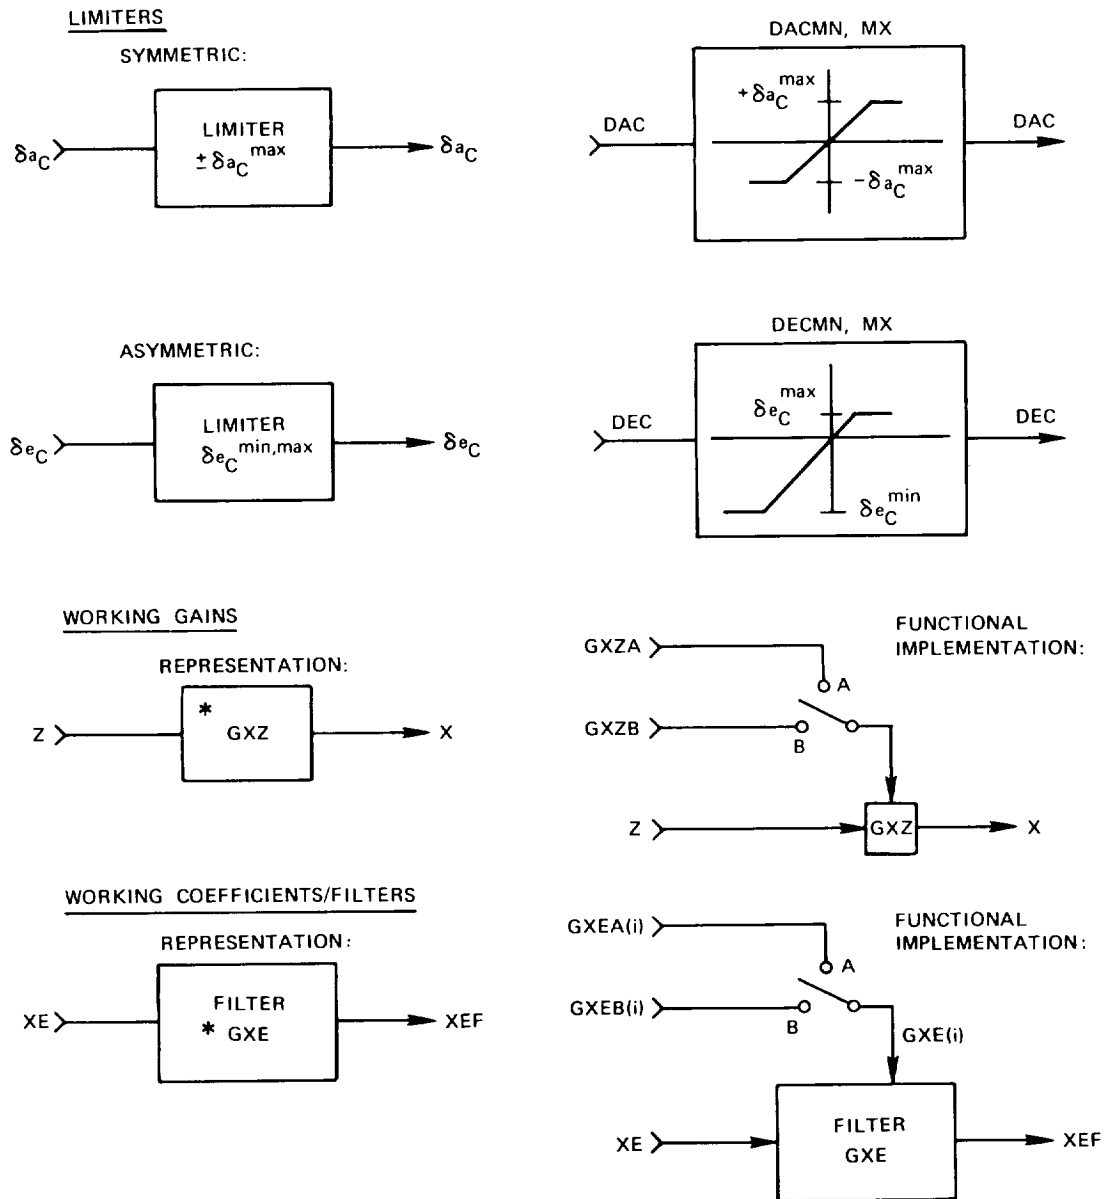 LIMITERS
SYMMETRIC:
δaC
LIMITER
± δaC max
δaC
DACMN, MX
DAC
+ δaC max
- δaC max
DAC
ASYMMETRIC:
δeC
LIMITER
δeC min,max
δeC
DECMN, MX
DEC
δeC max
δeC min
DEC
WORKING GAINS
REPRESENTATION:
Z
*
GXZ
X
FUNCTIONAL
IMPLEMENTATION:
GXZA
A
GXZB
B
Z
GXZ
X
WORKING COEFFICIENTS/FILTERS
REPRESENTATION:
XE
FILTER
* GXE
XEF
FUNCTIONAL
IMPLEMENTATION:
GXEA(i)
A
GXEB(i)
B
GXE(i)
XE
FILTER
GXE
XEF